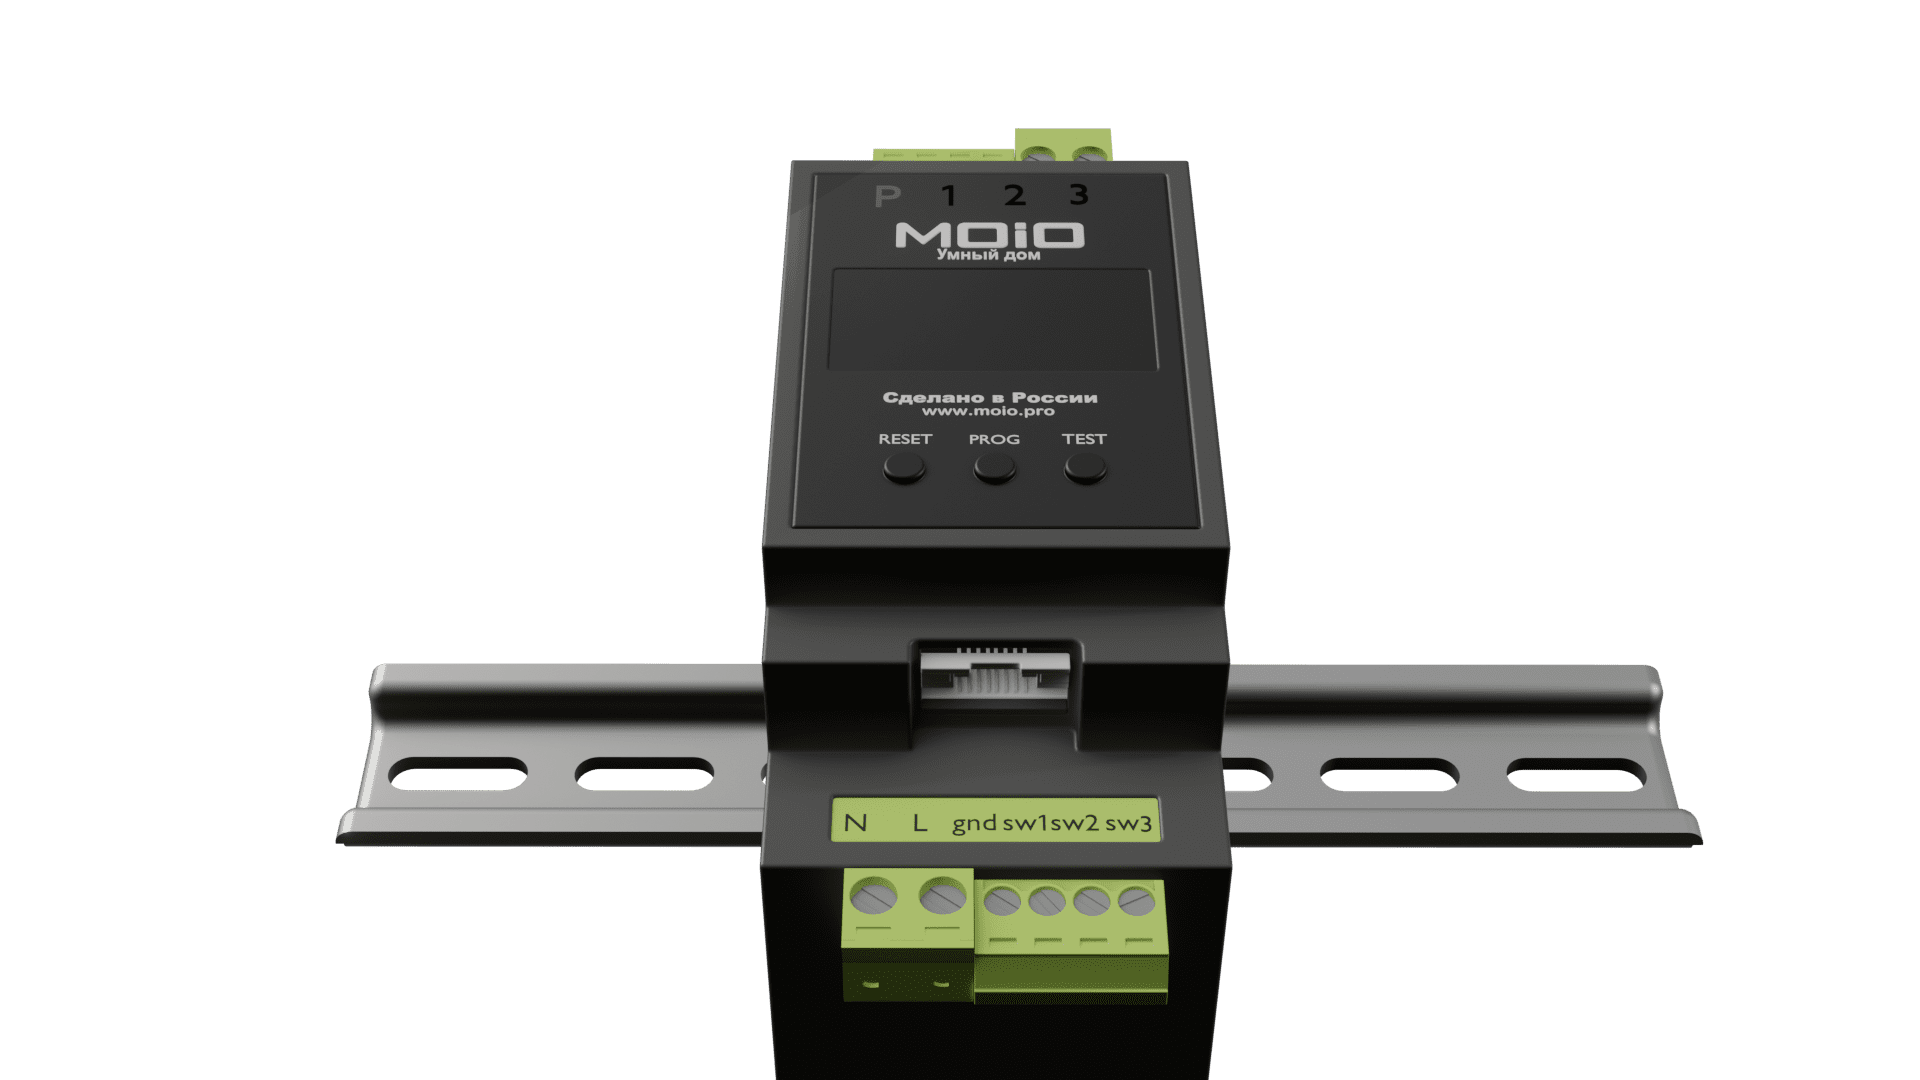 P 1 2 3
MOiO
Умный дом
Сделано в России
www.moio.pro
RESET PROG TEST
N L gnd sw1 sw2 sw3